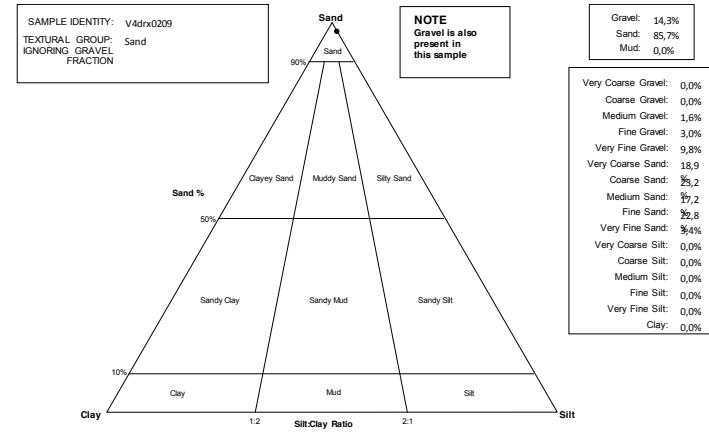 SAMPLE IDENTITY: V4drx0209
TEXTURAL GROUP: Sand
IGNORING GRAVEL
FRACTION
Sand
NOTE
Gravel is also
present in
this sample
Gravel: 14,3%
Sand: 85,7%
Mud: 0,0%
Sand
90%
Clayey Sand Muddy Sand Silty Sand
Sand %
50%
Sandy Clay Sandy Mud Sandy Silt
10%
Clay Mud Silt
Clay Silt
1:2 Silt:Clay Ratio 2:1
Very Coarse Gravel: 0,0%
Coarse Gravel: 0,0%
Medium Gravel: 1,6%
Fine Gravel: 3,0%
Very Fine Gravel: 9,8%
Very Coarse Sand: 18,9
%
Coarse Sand: 23,2
%
Medium Sand: 17,2
%
Fine Sand: 22,8
%
Very Fine Sand: 3,4%
Very Coarse Silt: 0,0%
Coarse Silt: 0,0%
Medium Silt: 0,0%
Fine Silt: 0,0%
Very Fine Silt: 0,0%
Clay: 0,0%